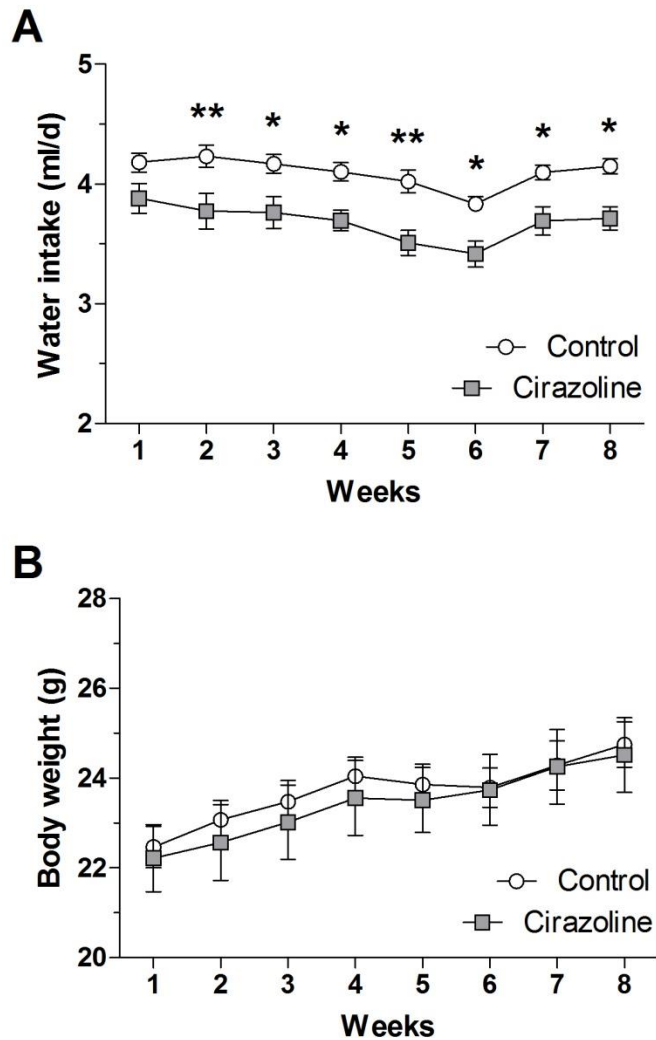 A
Water intake (ml/d)
5
4
3
2
** * * ** * * *
Control
Cirazoline
1 2 3 4 5 6 7 8
Weeks
B
Body weight (g)
28
26
24
22
20
Control
Cirazoline
1 2 3 4 5 6 7 8
Weeks